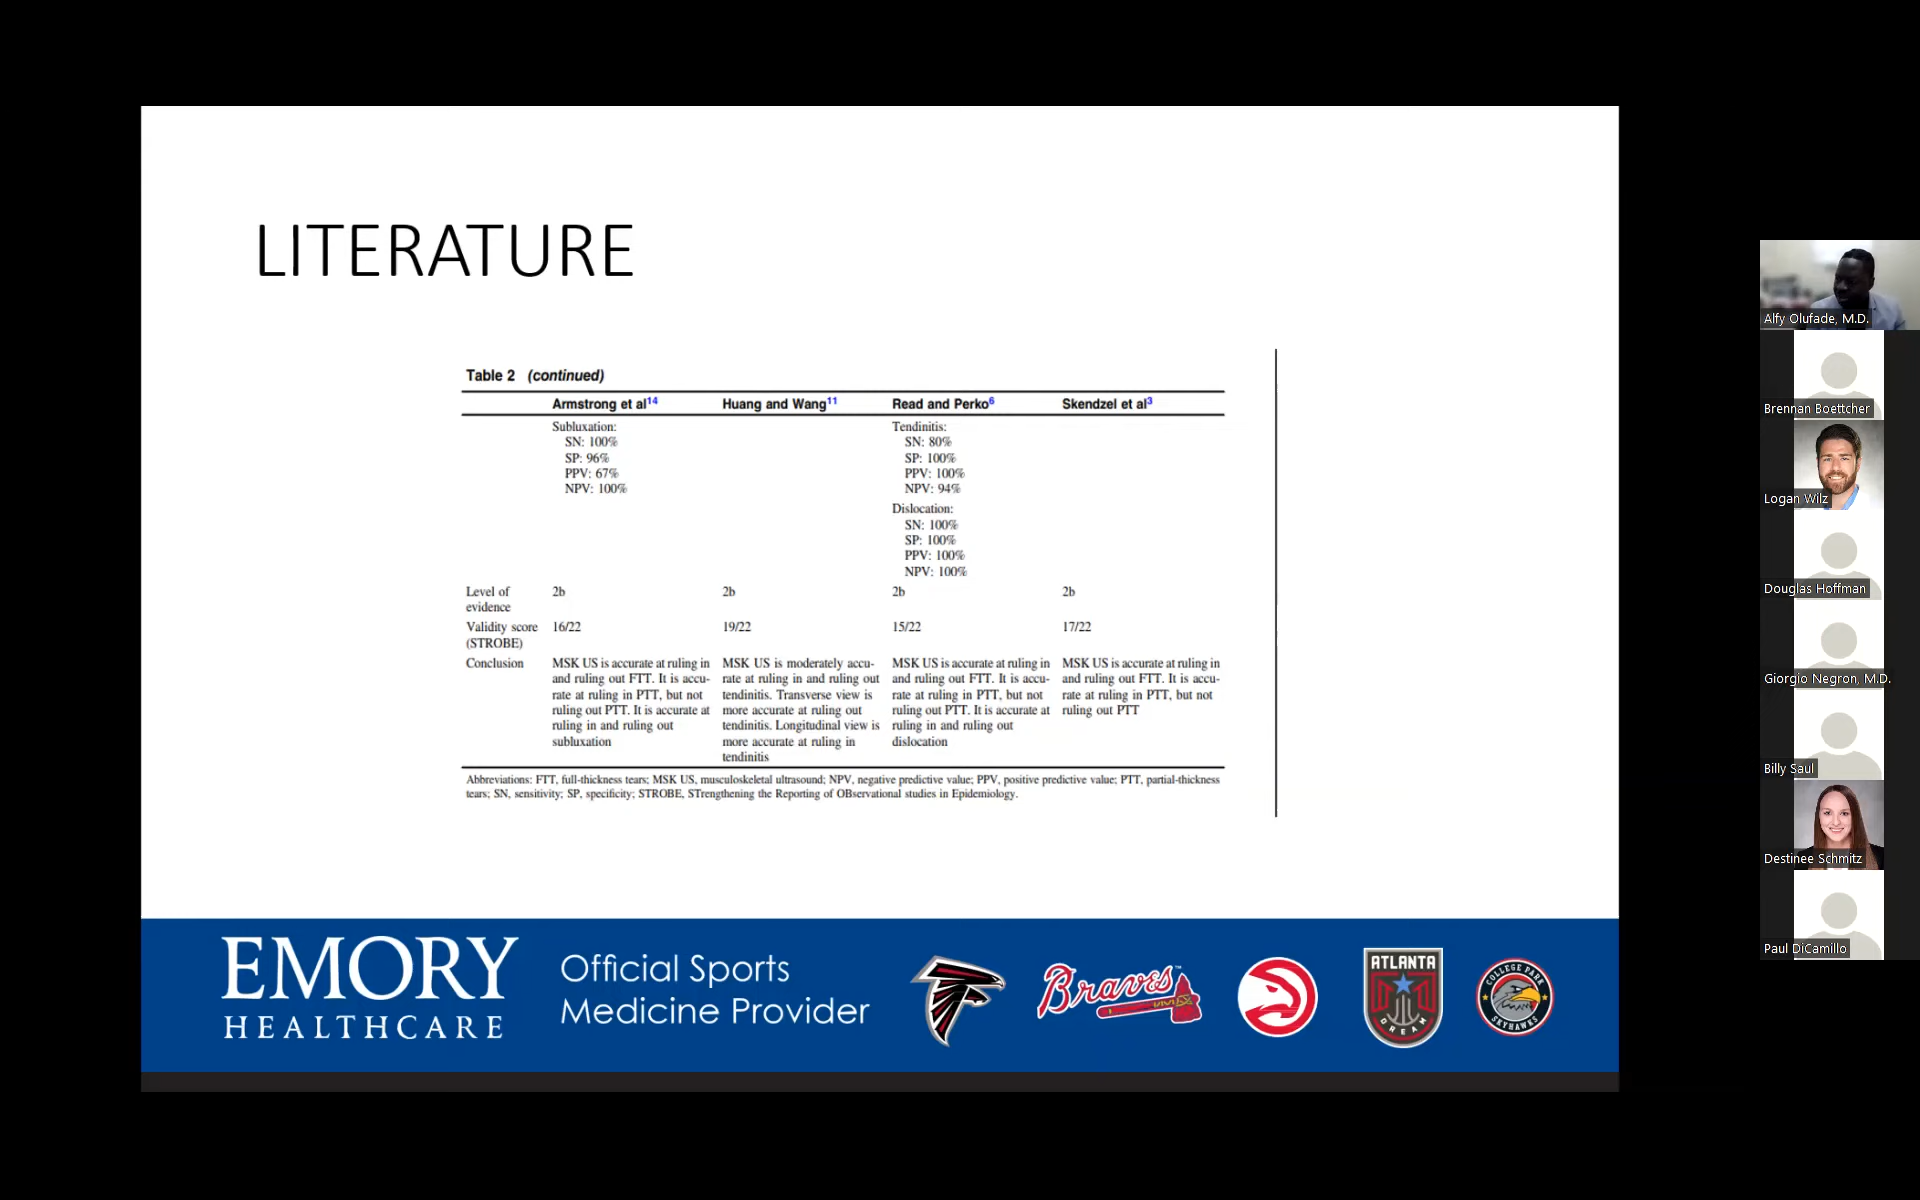 LITERATURE
Table 2 (continued)
Armstrong et al14 Huang and Wang11 Read and Perko6 Skendzel et al3
Subluxation: Tendinitis:
SN: 100% SN: 80%
SP: 96% SP: 100%
PPV: 67% PPV: 100%
NPV: 100% NPV: 94%
Dislocation:
SN: 100%
SP: 100%
PPV: 100%
NPV: 100%
Level of 2b 2b 2b 2b
evidence
Validity score 16/22 19/22 15/22 17/22
(STROBE)
Conclusion MSK US is accurate at ruling in MSK US is moderately accu- MSK US is accurate at ruling in MSK US is accurate at ruling in
and ruling out FTT. It is accu- rate at ruling in and ruling out and ruling out FTT. It is accu- and ruling out FTT. It is accu-
rate at ruling in PTT, but not tendinitis. Transverse view is rate at ruling in PTT, but not rate at ruling in PTT, but not
ruling out PTT. It is accurate at more accurate at ruling out ruling out PTT. It is accurate at ruling out PTT
ruling in and ruling out tendinitis. Longitudinal view is ruling in and ruling out
subluxation more accurate at ruling in dislocation
tendinitis
Abbreviations: FTT, full-thickness tears; MSK US, musculoskeletal ultrasound; NPV, negative predictive value; PPV, positive predictive value; PTT, partial-thickness
tears; SN, sensitivity; SP, specificity; STROBE, STrengthening the Reporting of OBservational studies in Epidemiology.
EMORY
HEALTHCARE
Official Sports
Medicine Provider
Braves
ATLANTA
DREAM
COLLEGE PARK
SKYHAWKS
Alfy Olufade, M.D.
Brennan Boettcher
Logan Wilz
Douglas Hoffman
Giorgio Negron, M.D.
Billy Saul
Destinee Schmitz
Paul DiCamillo